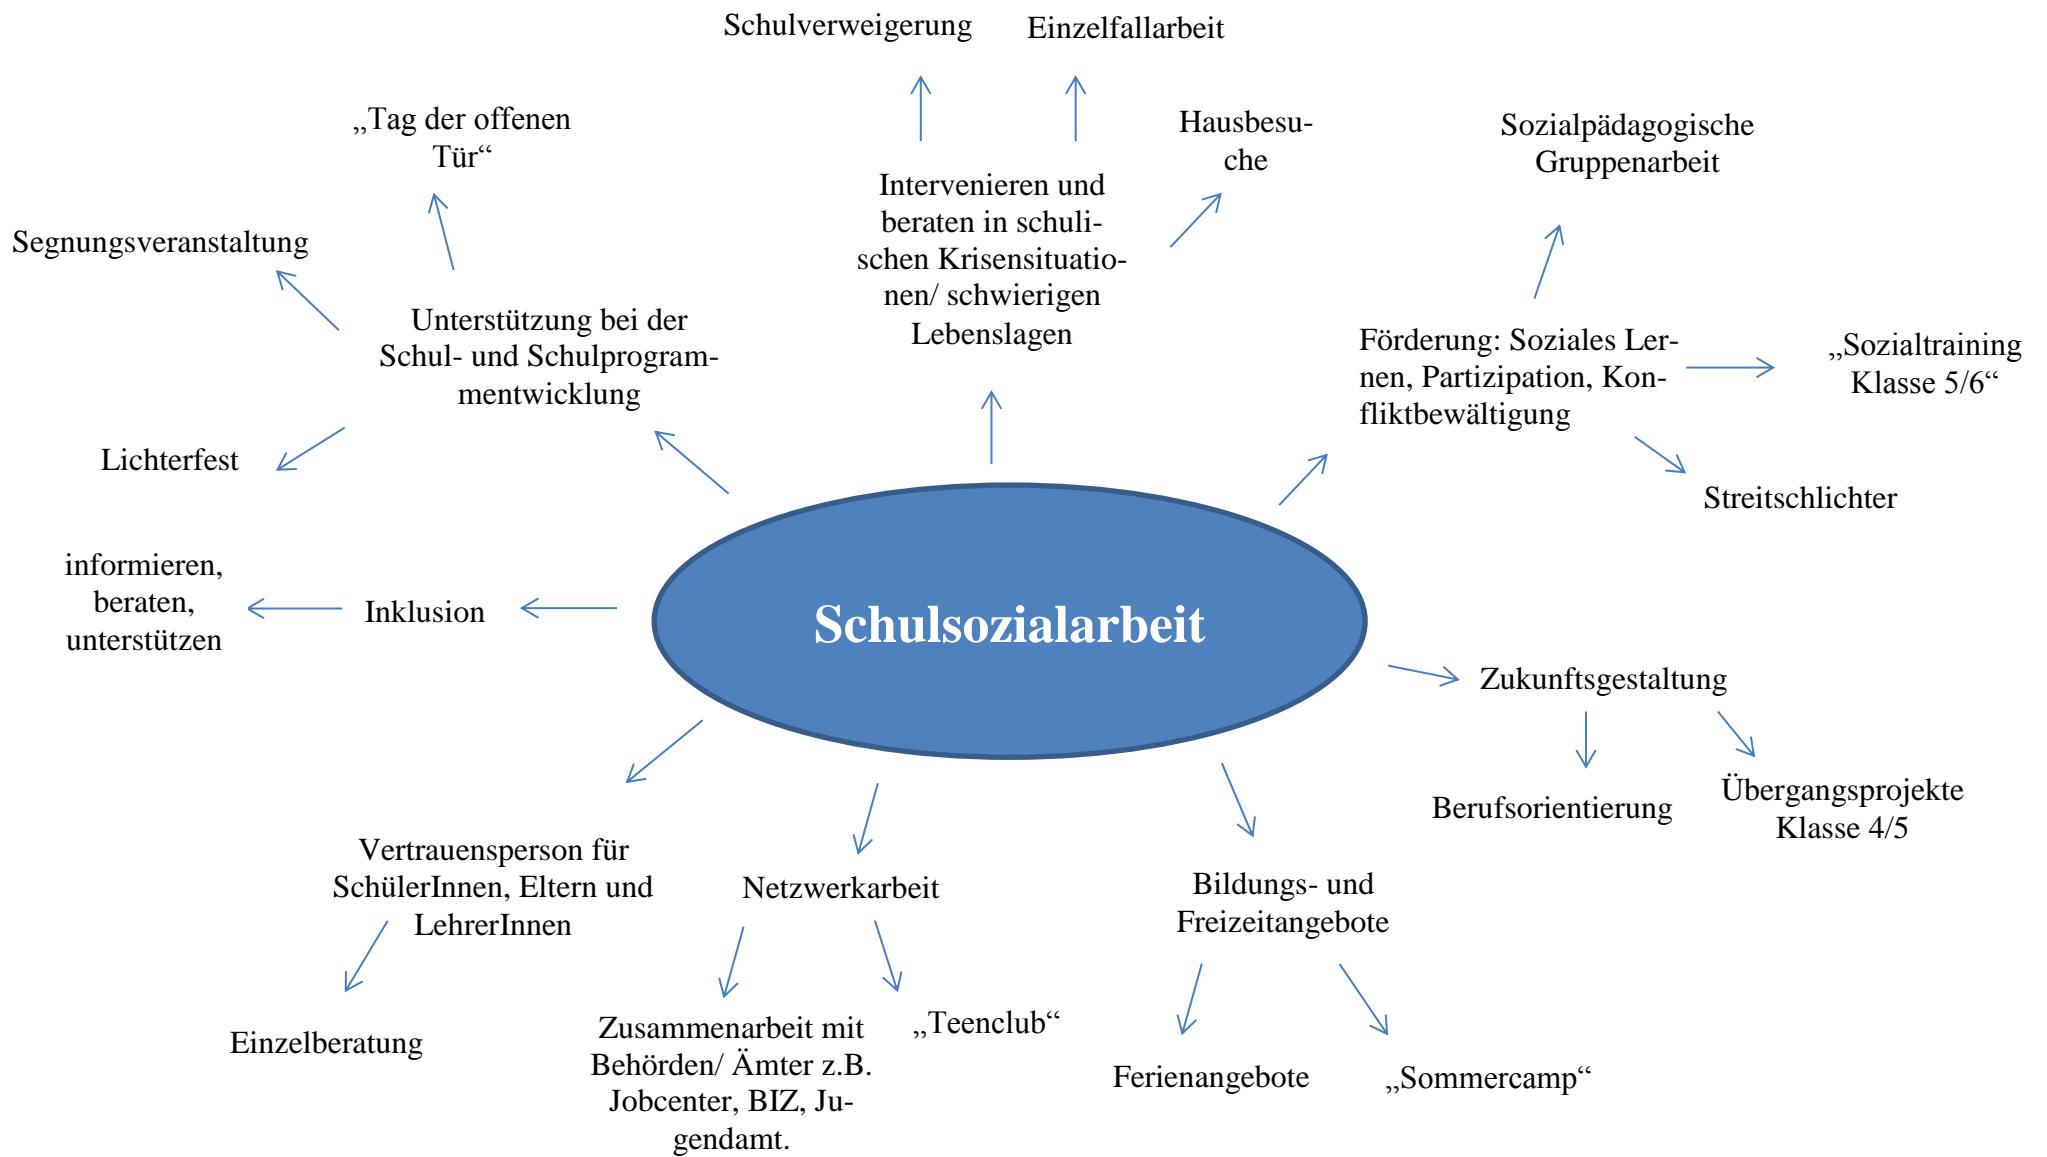 Schulverweigerung
Einzelfallarbeit
„Tag der offenen
Tür“
Hausbesu-
che
Sozialpädagogische
Gruppenarbeit
Intervenieren und
beraten in schuli-
schen Krisensituatio-
nen/ schwierigen
Lebenslagen
Segnungsveranstaltung
Unterstützung bei der
Schul- und Schulprogram-
mentwicklung
Förderung: Soziales Ler-
nen, Partizipation, Kon-
fliktbewältigung
„Sozialtraining
Klasse 5/6“
Lichterfest
Streitschlichter
informieren,
beraten,
unterstützen
Inklusion
Schulsozialarbeit
Zukunftsgestaltung
Berufsorientierung
Übergangsprojekte
Klasse 4/5
Vertrauensperson für
SchülerInnen, Eltern und
LehrerInnen
Netzwerkarbeit
Bildungs- und
Freizeitangebote
Einzelberatung
Zusammenarbeit mit
Behörden/ Ämter z.B.
Jobcenter, BIZ, Ju-
gendamt.
„Teenclub“
Ferienangebote
„Sommercamp“